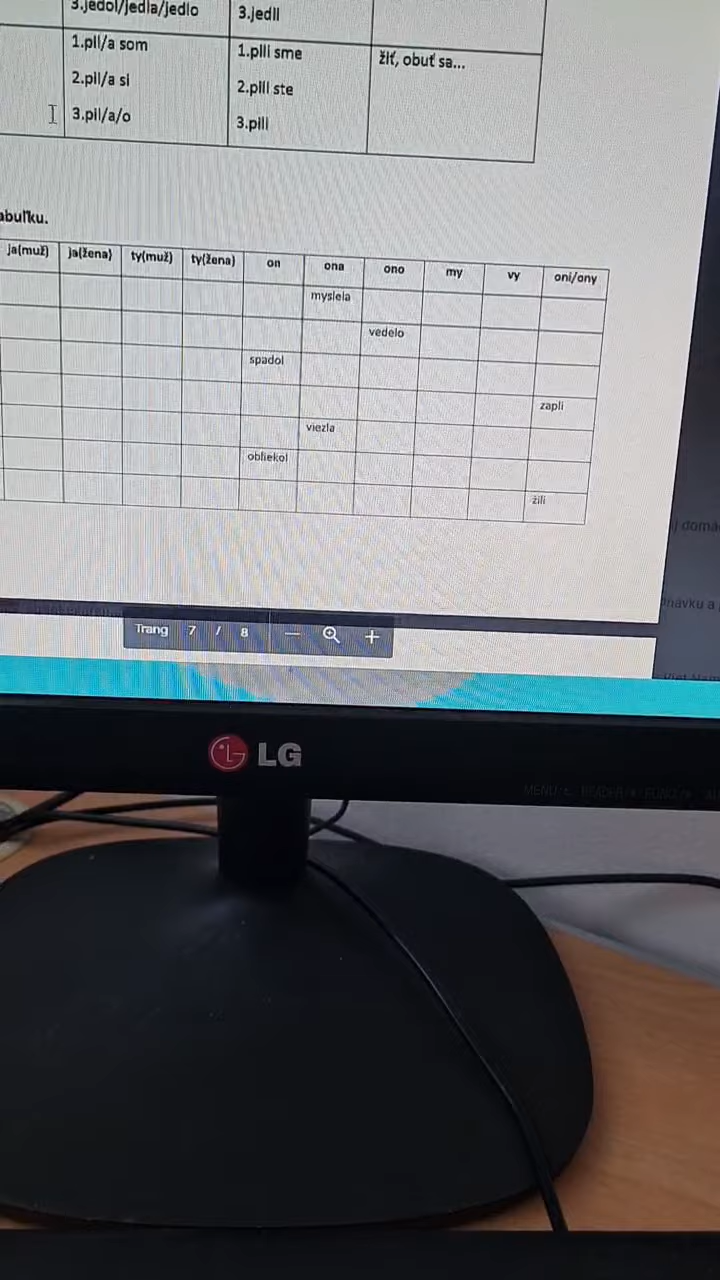 3.jedol/jedla/jedlo
3.jedli
1.pil/a som
1.pili sme
žiť, obuť sa...
2.pil/a si
2.pili ste
3.pil/a/o
3.pili
abuľku.
ja(muž) ja(žena) ty(muž) ty(žena) on ona ono my vy oni/ony
myslela
vedelo
spadol
zapli
viezla
obliekol
žili
Trang 7 / 8
LG